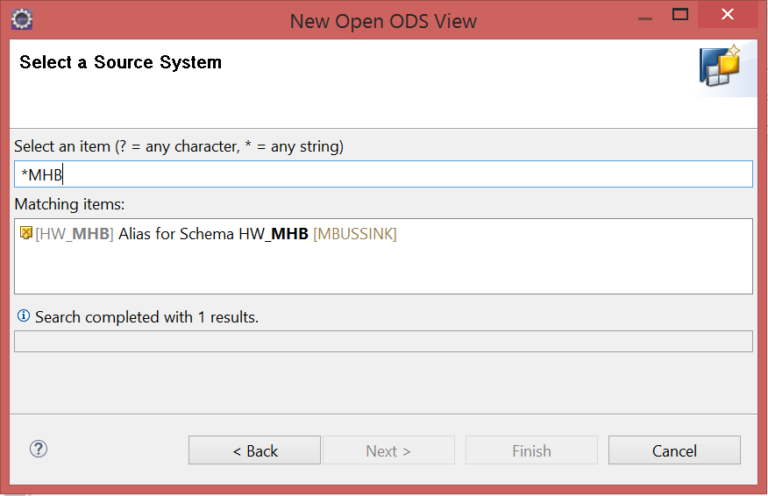 New Open ODS View
Select a Source System
Select an item (? = any character, * = any string)
*MHB
Matching items:
[HW_MHB] Alias for Schema HW_MHB [MBUSSINK]
Search completed with 1 results.
?
< Back
Next >
Finish
Cancel